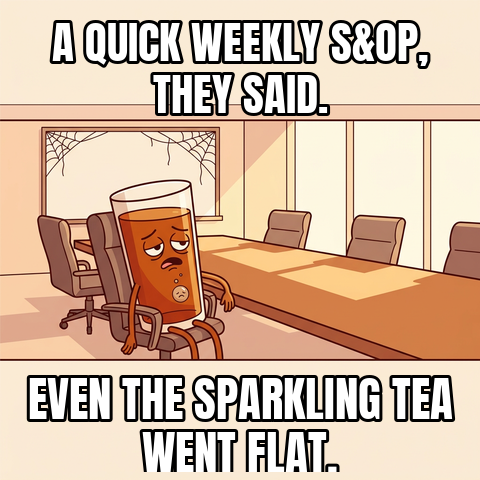 A QUICK WEEKLY S&OP,
THEY SAID.
EVEN THE SPARKLING TEA
WENT FLAT.